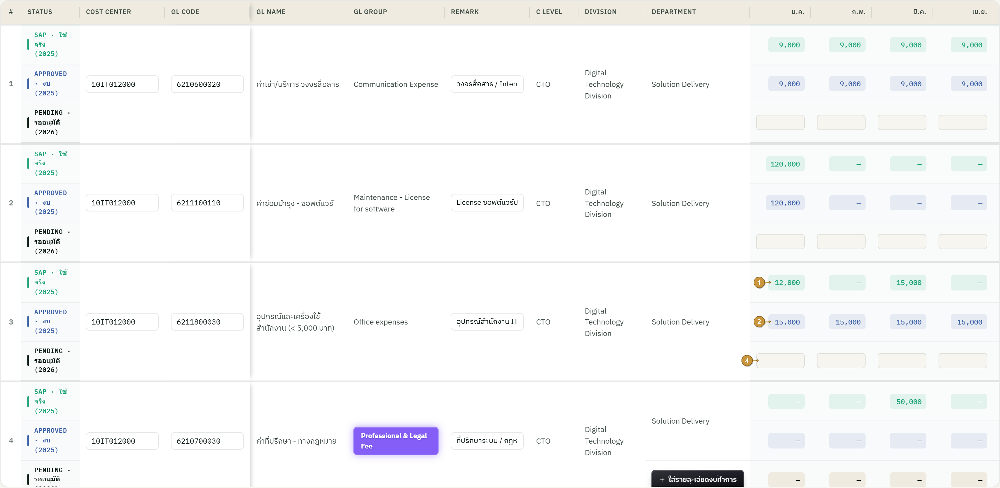 # STATUS COST CENTER GL CODE GL NAME GL GROUP REMARK C LEVEL DIVISION DEPARTMENT ม.ค. ก.พ. มี.ค. เม.ย.
SAP · ใช้
จริง
(2025)
9,000 9,000 9,000 9,000
1
APPROVED
· งบ
(2025)
10IT012000 6210600020 ค่าเช่า/บริการ วงจรสื่อสาร Communication Expense วงจรสื่อสาร / Interr CTO
Digital
Technology
Division
Solution Delivery
9,000 9,000 9,000 9,000
PENDING ·
รออนุมัติ
(2026)
SAP · ใช้
จริง
(2025)
120,000 – – –
2
APPROVED
· งบ
(2025)
10IT012000 6211100110 ค่าซ่อมบำรุง - ซอฟต์แวร์
Maintenance - License
for software
License ซอฟต์แวร์ป CTO
Digital
Technology
Division
Solution Delivery
120,000 – – –
PENDING ·
รออนุมัติ
(2026)
SAP · ใช้
จริง
(2025)
1 12,000 – 15,000 –
3
APPROVED
· งบ
(2025)
10IT012000 6211800030
อุปกรณ์และเครื่องใช้
สำนักงาน (< 5,000 บาท)
Office expenses อุปกรณ์สำนักงาน IT CTO
Digital
Technology
Division
Solution Delivery
2 15,000 15,000 15,000 15,000
PENDING ·
รออนุมัติ
(2026)
4
SAP · ใช้
จริง
(2025)
– – 50,000 –
4
APPROVED
· งบ
(2025)
10IT012000 6210700030 ค่าที่ปรึกษา - ทางกฎหมาย
Professional & Legal
Fee
ที่ปรึกษาระบบ / กฎห CTO
Digital
Technology
Division
Solution Delivery
– – – –
PENDING ·
รออนุมัติ
+ ใส่รายละเอียดงบทำการ
– – – –